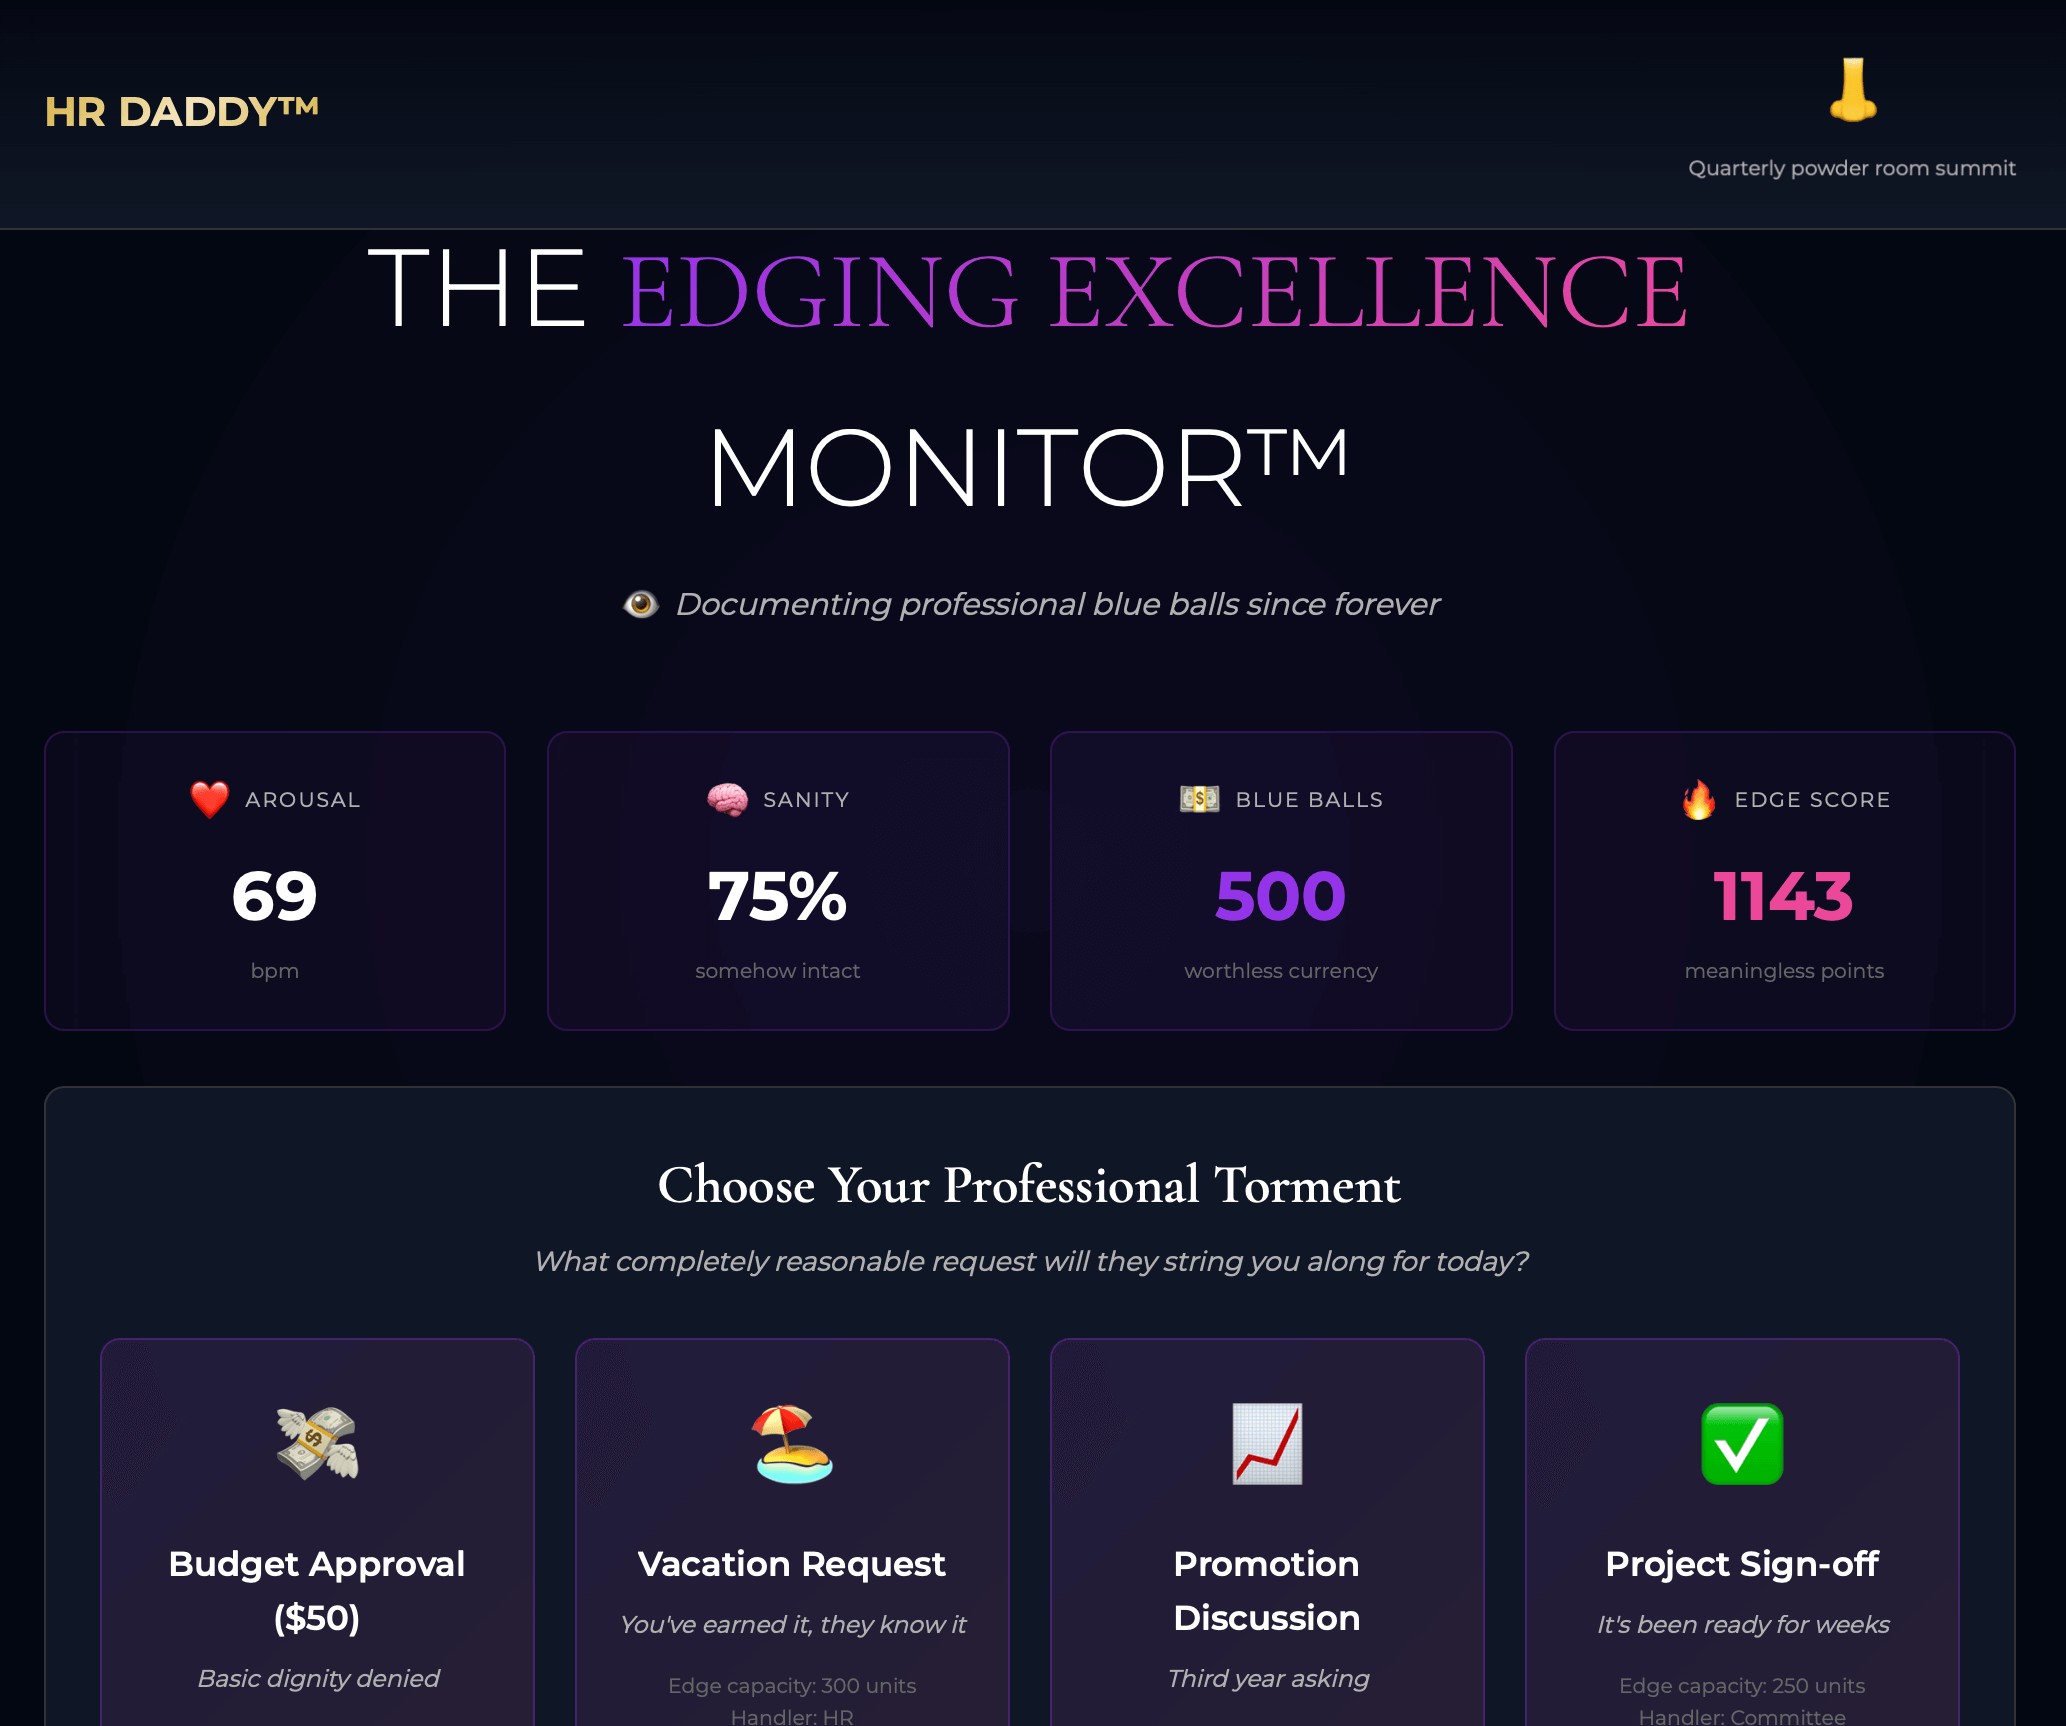 HR DADDY™
Quarterly powder room summit
THE EDGING EXCELLENCE
MONITOR™
Documenting professional blue balls since forever
AROUSAL
69
bpm
SANITY
75%
somehow intact
BLUE BALLS
500
worthless currency
EDGE SCORE
1143
meaningless points
Choose Your Professional Torment
What completely reasonable request will they string you along for today?
Budget Approval
($50)
Basic dignity denied
Vacation Request
You've earned it, they know it
Edge capacity: 300 units
Handler: HR
Promotion
Discussion
Third year asking
Project Sign-off
It's been ready for weeks
Edge capacity: 250 units
Handler: Committee